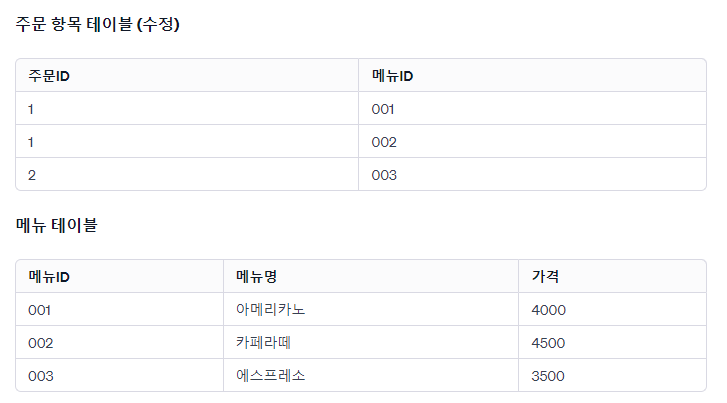 주문 항목 테이블 (수정)
주문ID 메뉴ID
1 001
1 002
2 003
메뉴 테이블
메뉴ID 메뉴명 가격
001 아메리카노 4000
002 카페라떼 4500
003 에스프레소 3500